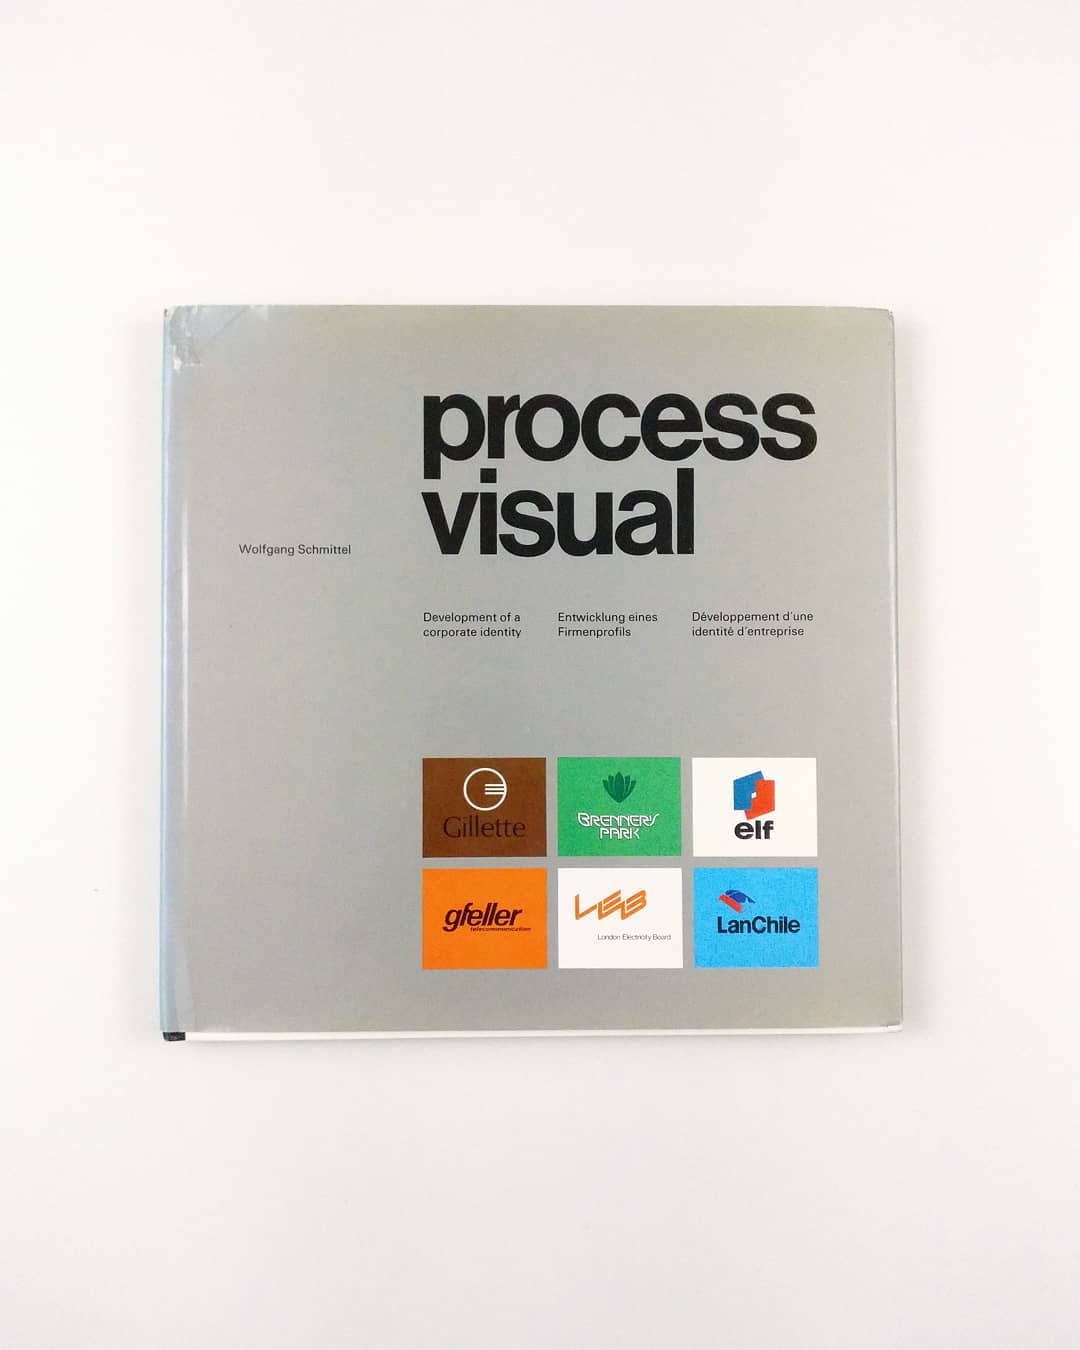 process
visual
Wolfgang Schmittel
Development of a
corporate identity
Entwicklung eines
Firmenprofils
Développement d'une
identité d'entreprise
Gillette
BRENNER'S
PARK
elf
gfeller
telecommunication
LEB
London Electricity Board
LanChile